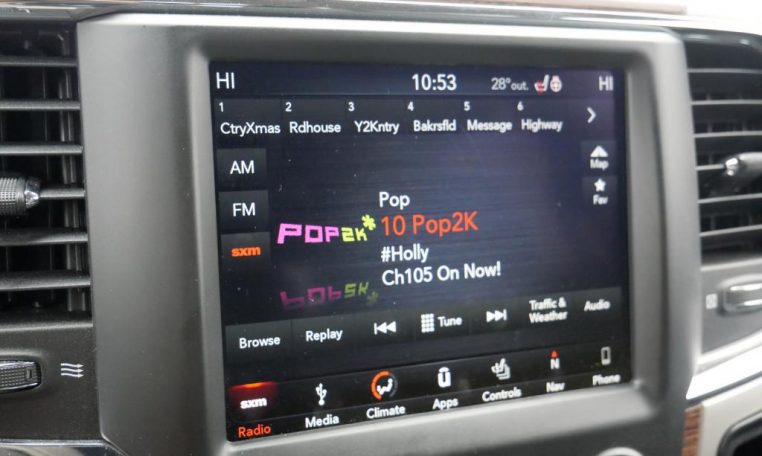 HI 10:53 28°out. HI
1 CtryXmas 2 Rdhouse 3 Y2Kntry 4 Bakrsfld 5 Message 6 Highway
AM
Map
FM
Fav
sxm
Pop
POP2K* 10 Pop2K
#Holly
Ch105 On Now!
Browse Replay Tune Traffic & Weather Audio
sxm
Radio Media Climate Apps Controls N Nav Phone